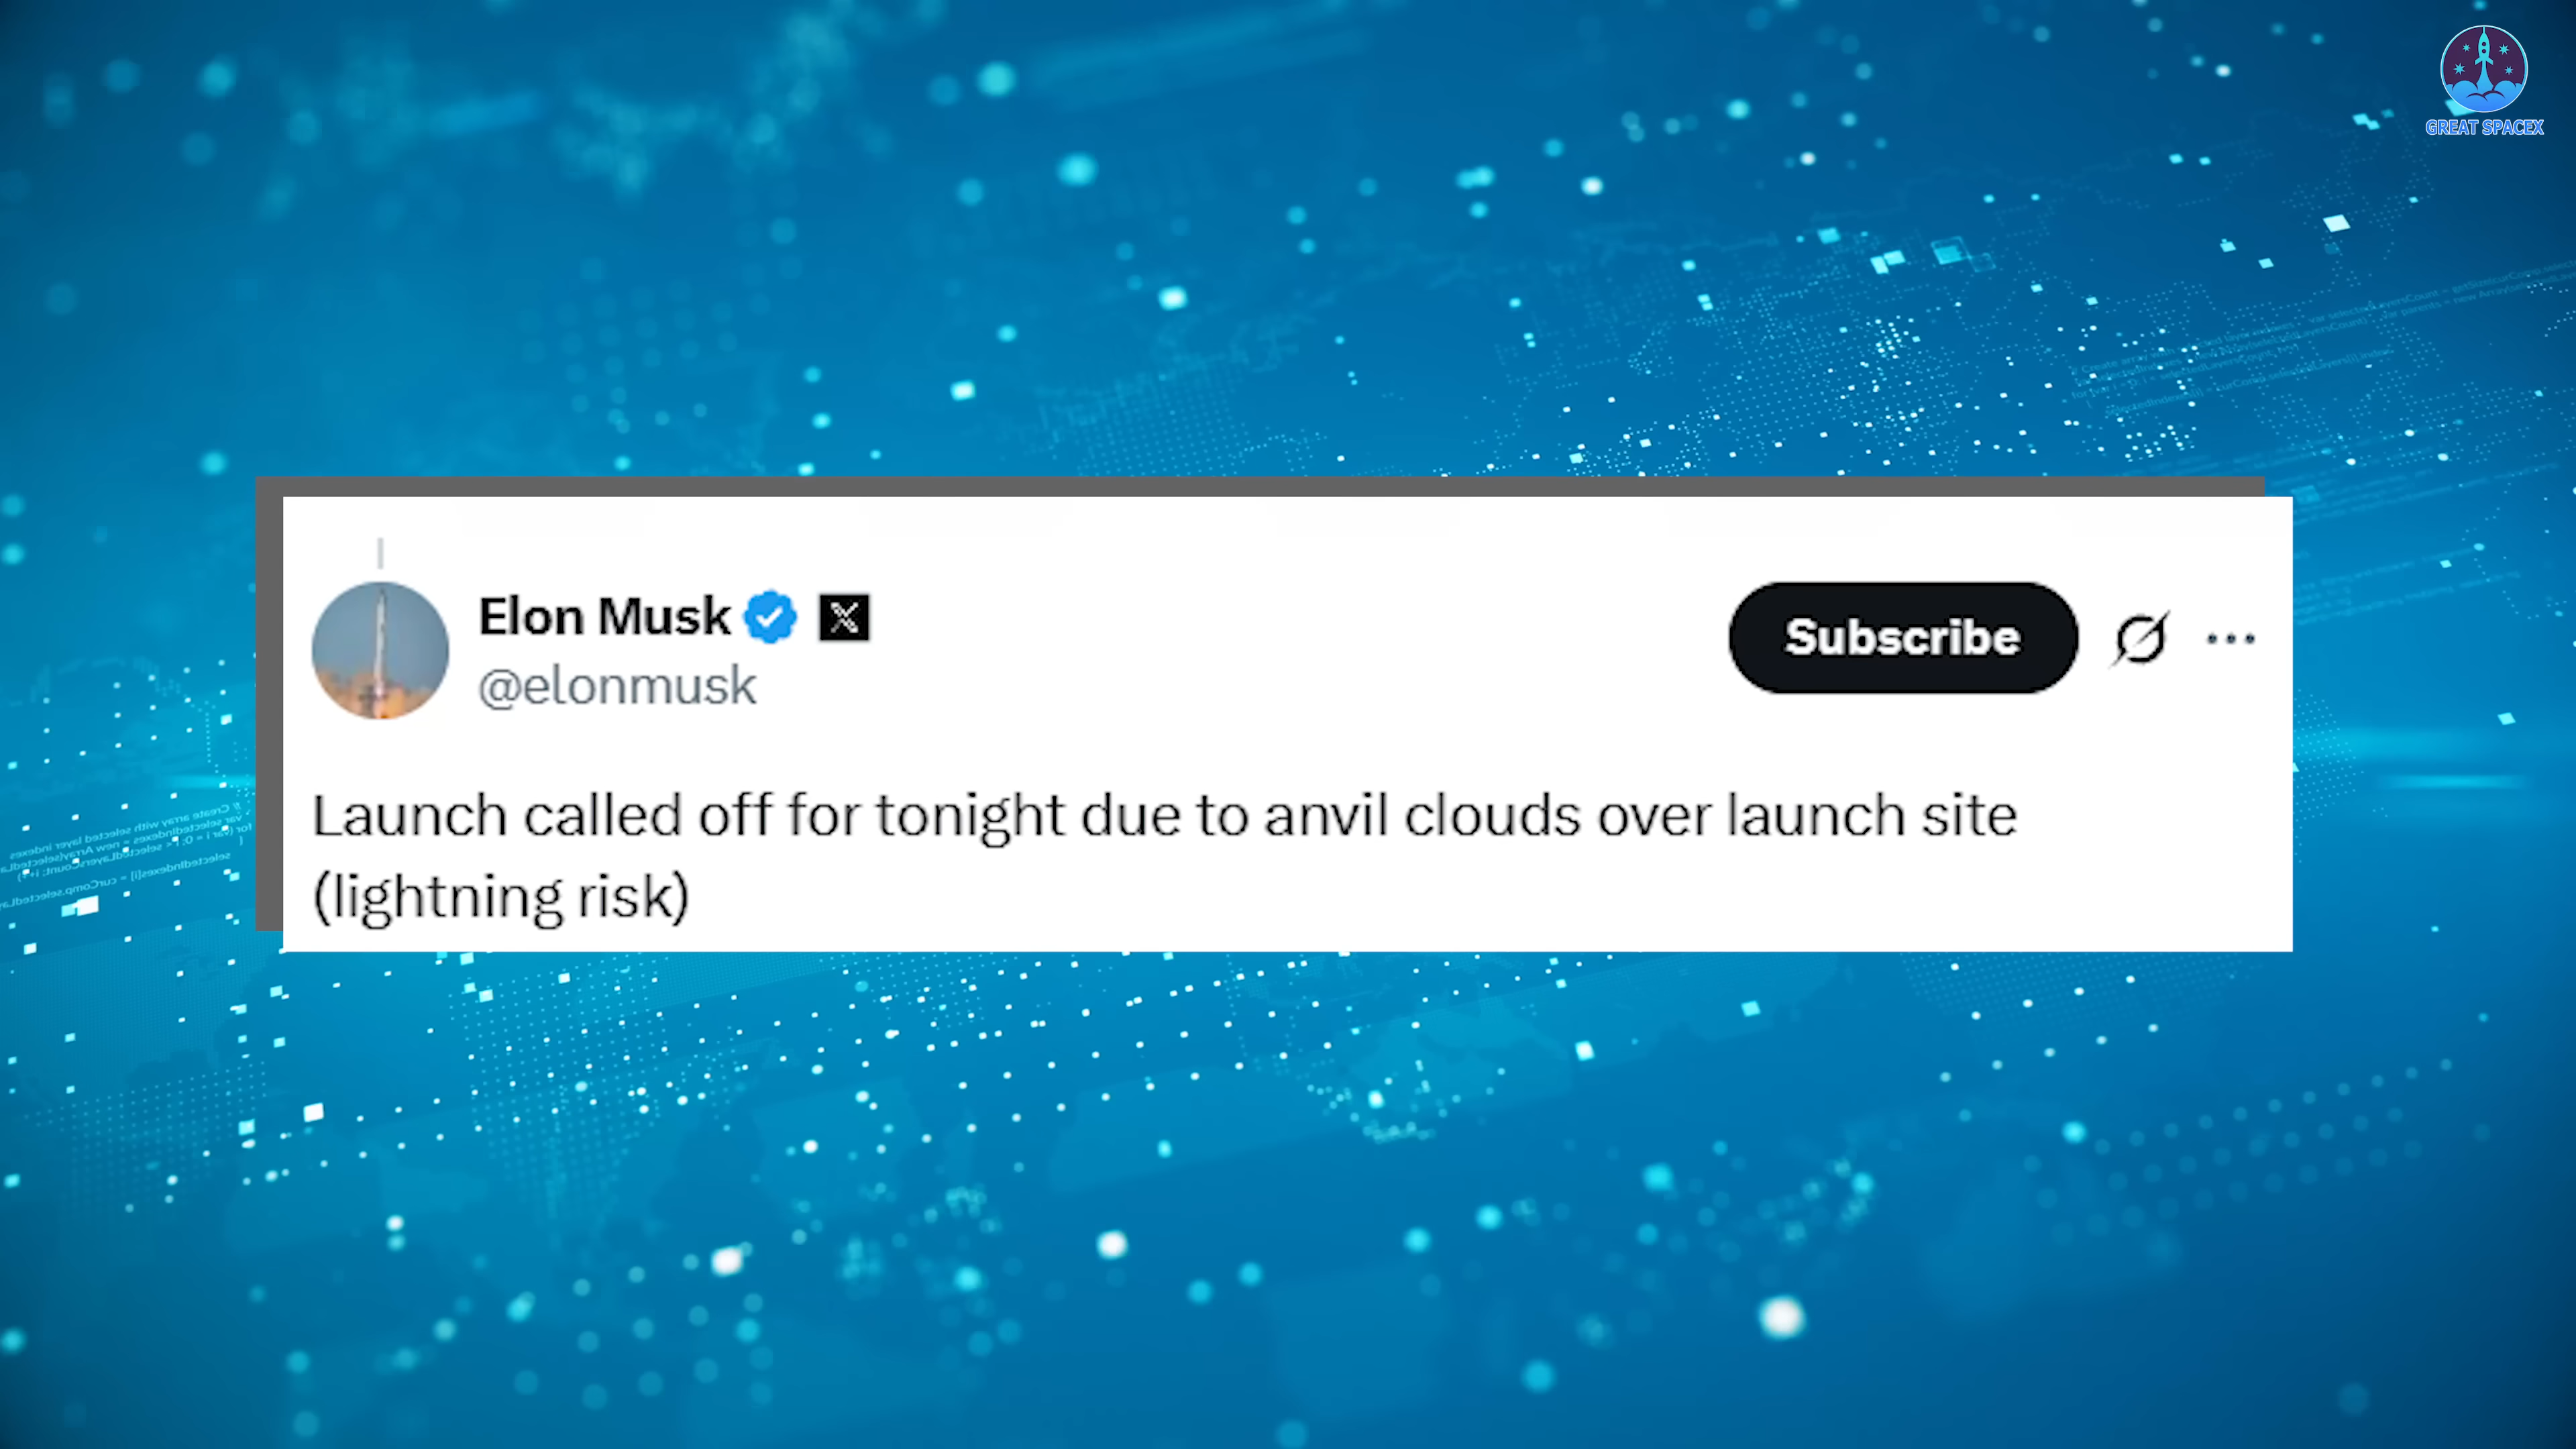 GREAT SPACEX
Elon Musk
@elonmusk
Subscribe
Launch called off for tonight due to anvil clouds over launch site
(lightning risk)